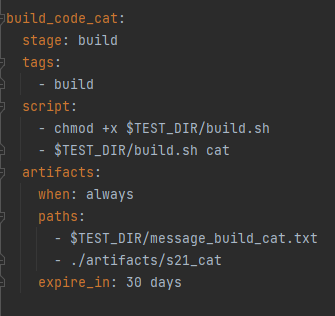 build_code_cat:
  stage: build
  tags:
    - build
  script:
    - chmod +x $TEST_DIR/build.sh
    - $TEST_DIR/build.sh cat
  artifacts:
    when: always
    paths:
      - $TEST_DIR/message_build_cat.txt
      - ./artifacts/s21_cat
    expire_in: 30 days